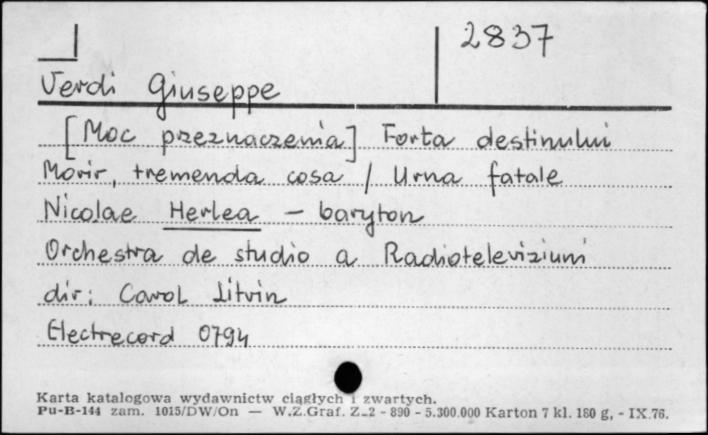 2837
Verdi Giuseppe
[Moc przeznaczenia] Forta destinului
Morir, tremenda cosa / Urna fatale
Nicolae Herlea - baryton
Orchestra de studio a Radioteleviziuni
dir: Carol Litvin
Electrecord 0794
Karta katalogowa wydawnictw ciągłych i zwartych.
Pu-B-144 zam. 1015/DW/On — W.Z.Graf. Z-2 - 890 - 5.300.000 Karton 7 kl. 180 g, - IX.76.